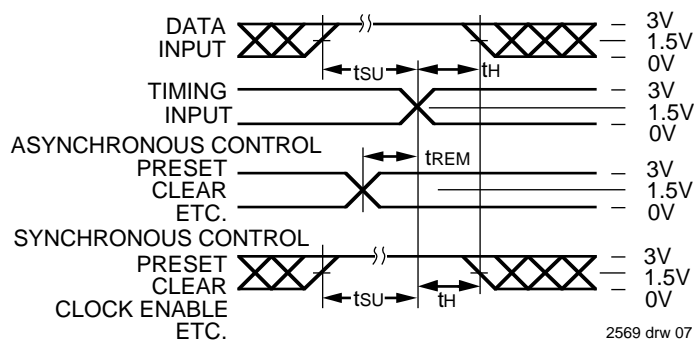 DATA
INPUT
3V
1.5V
0V
tSU
tH
TIMING
INPUT
3V
1.5V
0V
ASYNCHRONOUS CONTROL
tREM
PRESET
CLEAR
ETC.
3V
1.5V
0V
SYNCHRONOUS CONTROL
PRESET
CLEAR
CLOCK ENABLE
ETC.
3V
1.5V
0V
tSU
tH
2569 drw 07